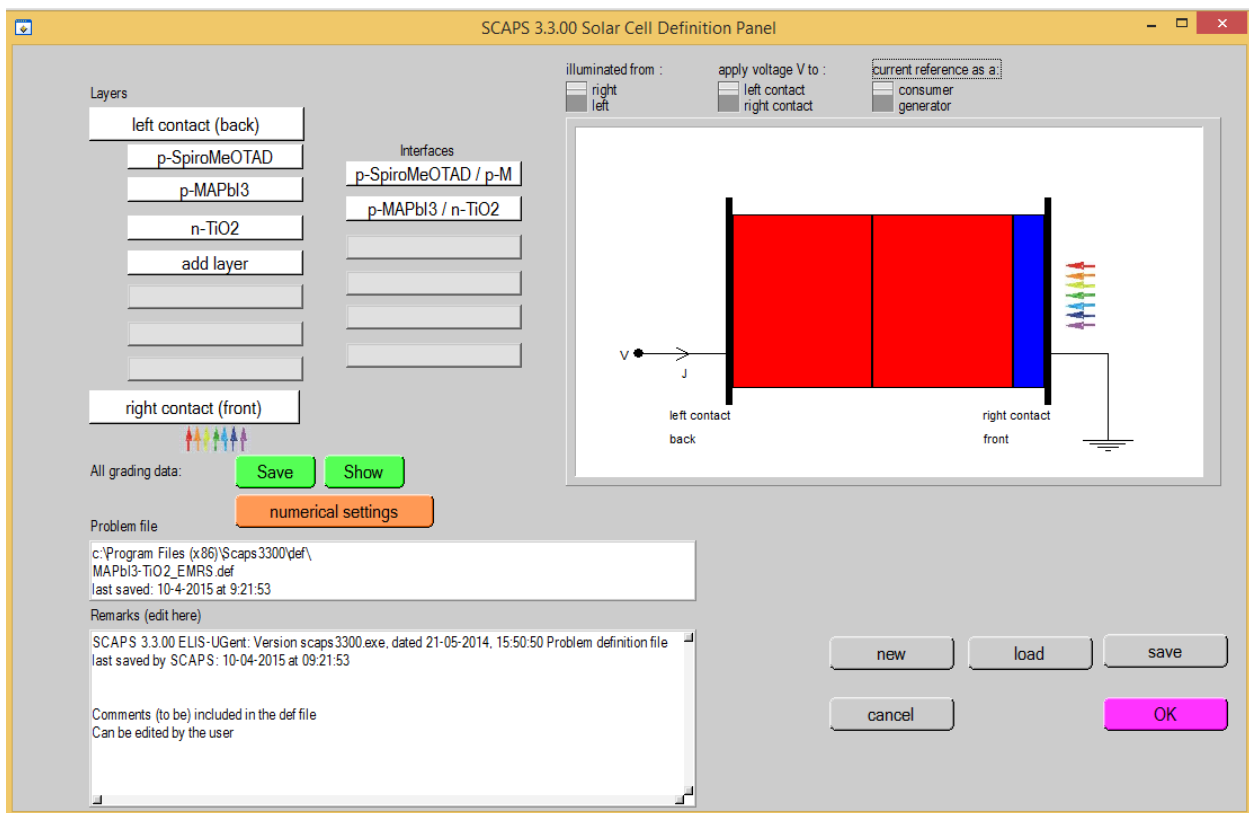 SCAPS 3.3.00 Solar Cell Definition Panel
illuminated from :
right
left
apply voltage V to :
left contact
right contact
current reference as a:
consumer
generator
Layers
left contact (back)
p-SpiroMeOTAD
p-MAPbI3
n-TiO2
add layer
right contact (front)
Interfaces
p-SpiroMeOTAD / p-M
p-MAPbI3 / n-TiO2
V
J
left contact
back
right contact
front
All grading data:
Save
Show
numerical settings
Problem file
c:\Program Files (x86)\Scaps3300\def\
MAPbI3-TiO2_EMRS.def
last saved: 10-4-2015 at 9:21:53
Remarks (edit here)
SCAPS 3.3.00 ELIS-UGent: Version scaps3300.exe, dated 21-05-2014, 15:50:50 Problem definition file
last saved by SCAPS: 10-04-2015 at 09:21:53
Comments (to be) included in the def file
Can be edited by the user
new
load
save
cancel
OK